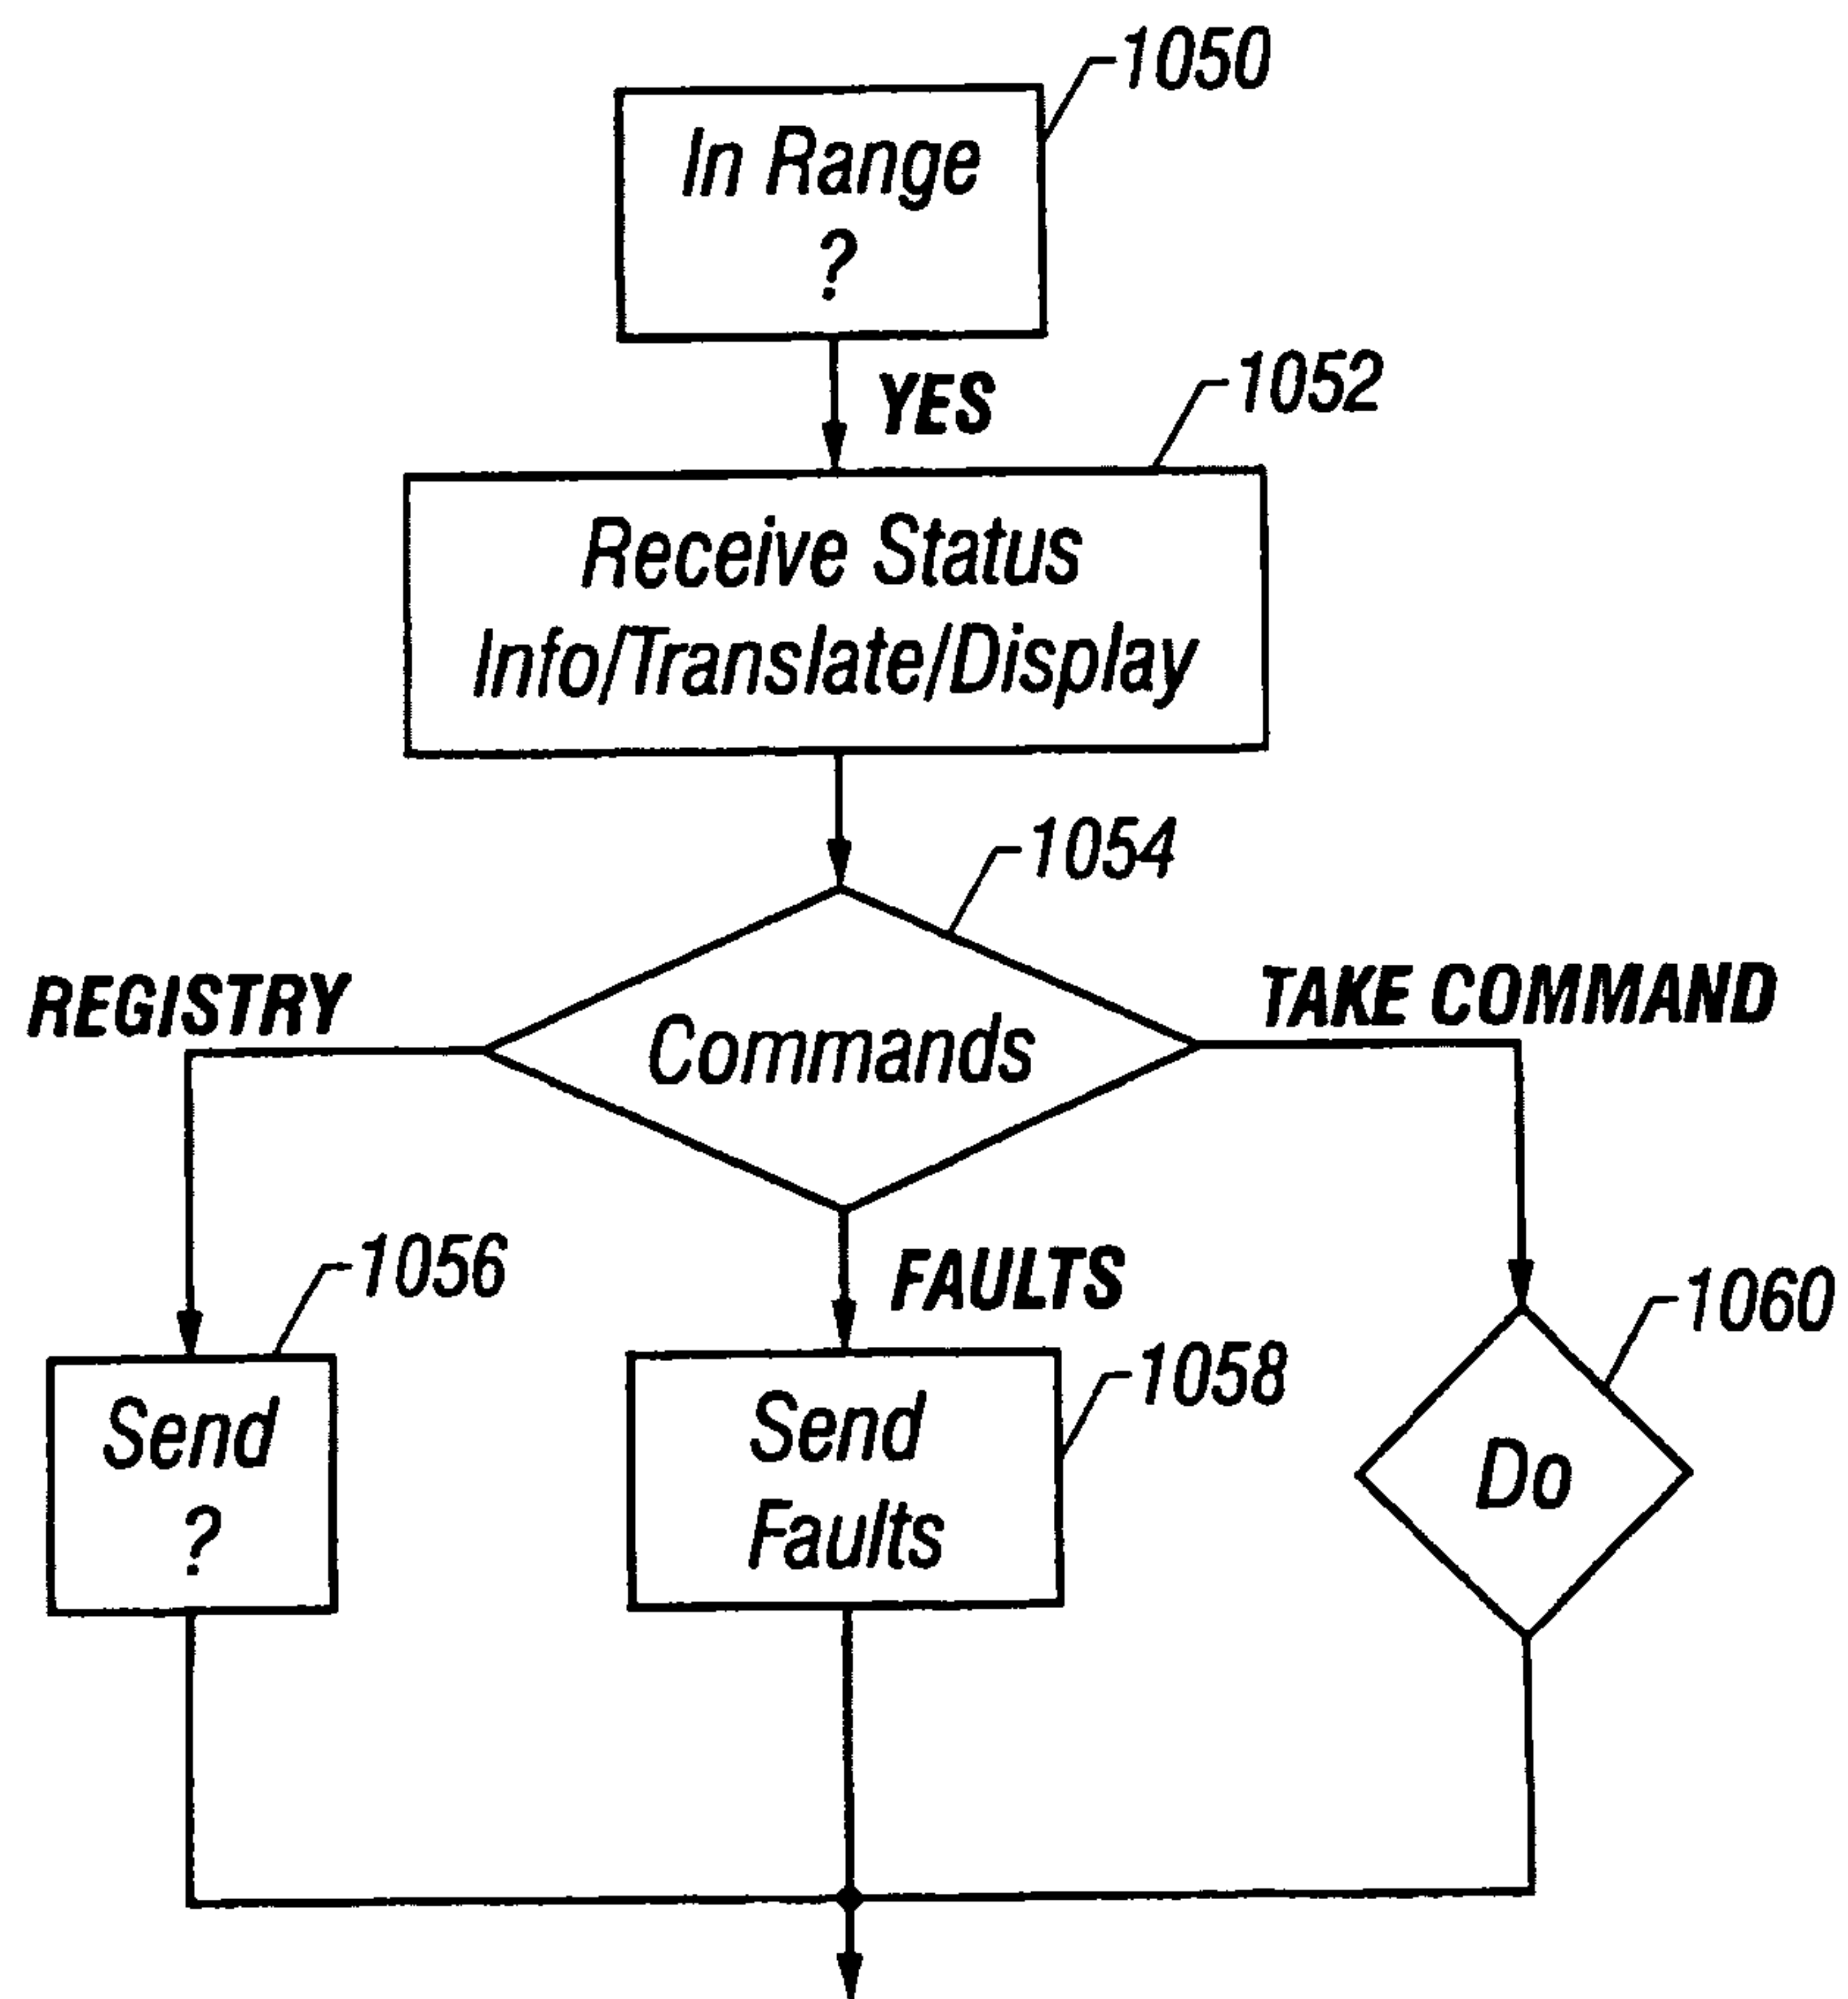 1050
In Range
?
YES
1052
Receive Status
Info/Translate/Display
1054
REGISTRY
Commands
TAKE COMMAND
1056
FAULTS
1060
1058
Send
?
Send
Faults
Do